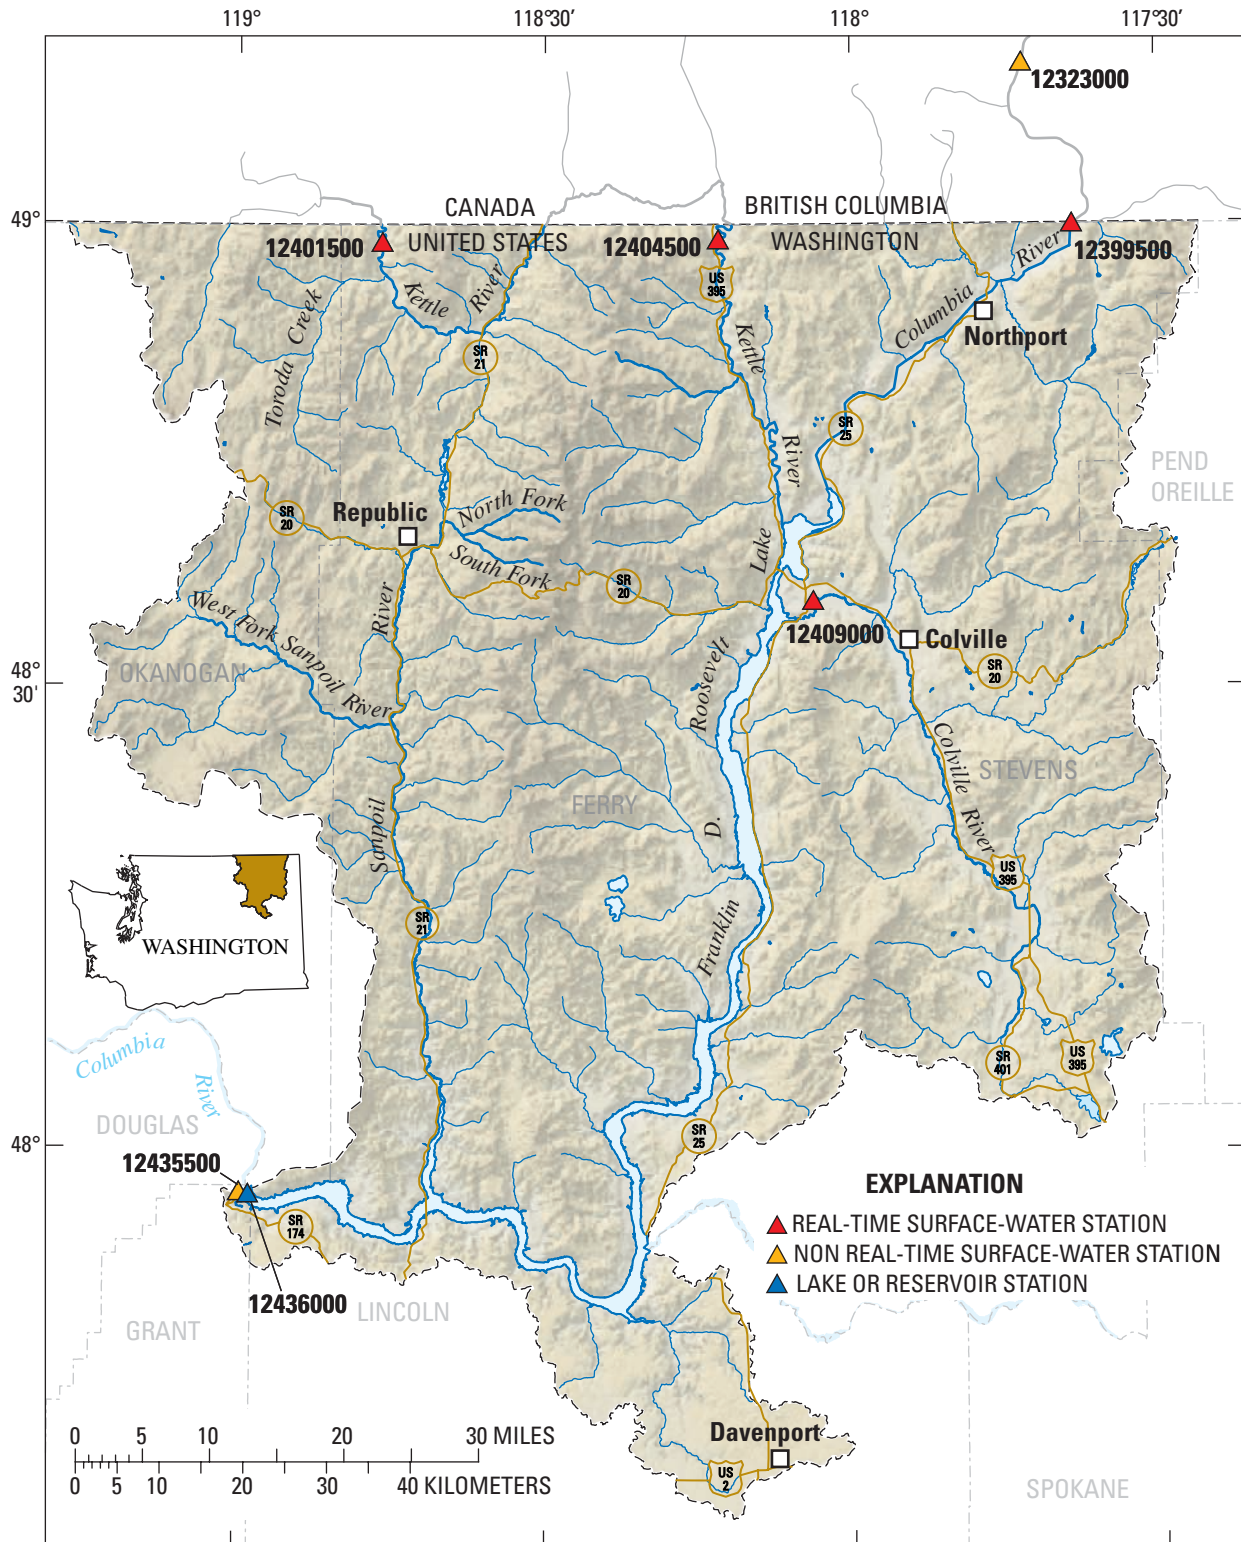 119°
118°30'
118°
117°30'
12323000
49°
CANADA
BRITISH COLUMBIA
12401500
UNITED STATES
12404500
WASHINGTON
River
12399500
US
395
Kettle
River
Columbia
Northport
Toroda Creek
Kettle
SR
21
SR
25
River
PEND
OREILLE
North Fork
Republic
SR
20
South Fork
Lake
SR
20
West Fork Sanpoil River
River
12409000
Colville
OKANOGAN
SR
20
48°
30'
Roosevelt
Colville River
STEVENS
FERRY
D.
Sanpoil
US
395
SR
21
Franklin
WASHINGTON
Columbia
River
SR
401
US
395
DOUGLAS
SR
25
48°
12435500
SR
174
12436000
LINCOLN
GRANT
EXPLANATION
REAL-TIME SURFACE-WATER STATION
NON REAL-TIME SURFACE-WATER STATION
LAKE OR RESERVOIR STATION
Davenport
US
2
SPOKANE
0 5 10 20 30 MILES
0 5 10 20 30 40 KILOMETERS